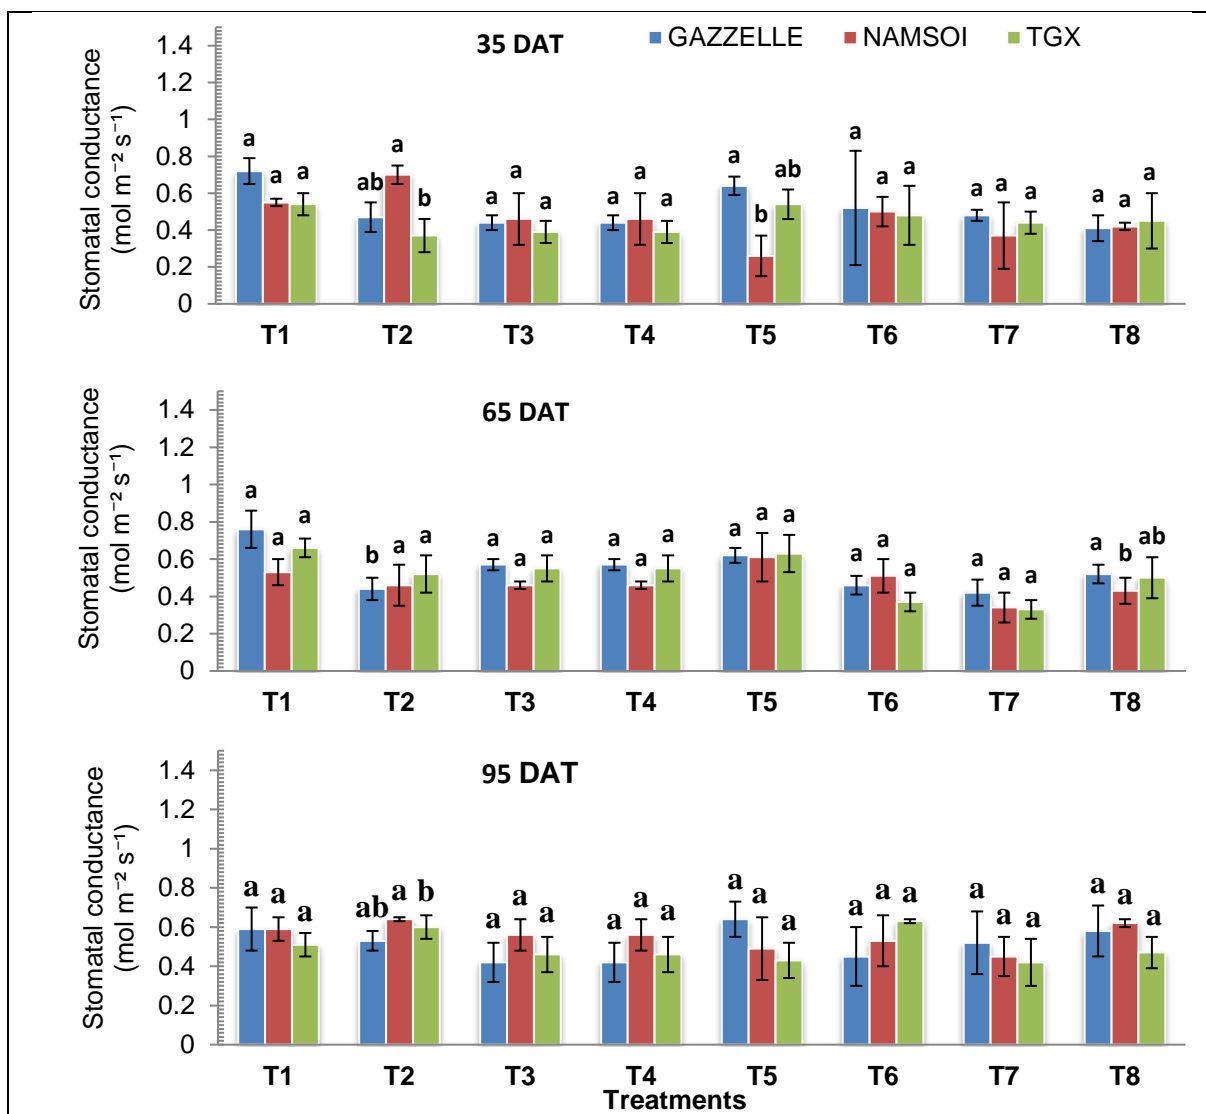 35 DAT
GAZZELLE NAMSOI TGX
Stomatal conductance
(mol m⁻² s⁻¹)
1.4
1.2
1
0.8
0.6
0.4
0.2
0
a a a ab a b a a a a a a a b ab a a a a a a a a a
T1 T2 T3 T4 T5 T6 T7 T8
65 DAT
Stomatal conductance
(mol m⁻² s⁻¹)
1.4
1.2
1
0.8
0.6
0.4
0.2
0
a a a b a a a a a a a a a a a a a a a a a a b ab
T1 T2 T3 T4 T5 T6 T7 T8
95 DAT
Stomatal conductance
(mol m⁻² s⁻¹)
1.4
1.2
1
0.8
0.6
0.4
0.2
0
a a a ab a b a a a a a a a a a a a a a a a a a a
T1 T2 T3 T4 T5 T6 T7 T8
Treatments